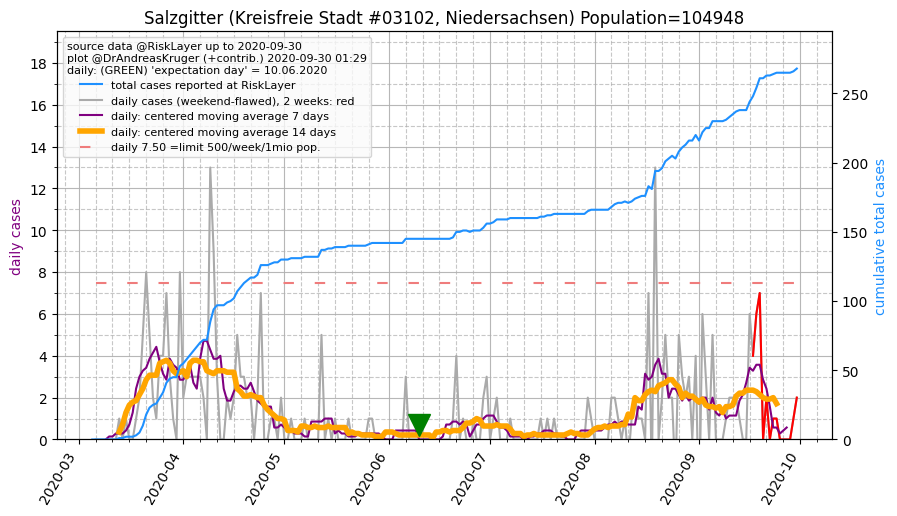 Salzgitter (Kreisfreie Stadt #03102, Niedersachsen) Population=104948
source data @RiskLayer up to 2020-09-30
plot @DrAndreasKruger (+contrib.) 2020-09-30 01:29
daily: (GREEN) 'expectation day' = 10.06.2020
total cases reported at RiskLayer
daily cases (weekend-flawed), 2 weeks: red
daily: centered moving average 7 days
daily: centered moving average 14 days
daily 7.50 =limit 500/week/1mio pop.
daily cases
18
16
14
12
10
8
6
4
2
0
250
200
150
100
50
0
cumulative total cases
2020-03
2020-04
2020-05
2020-06
2020-07
2020-08
2020-09
2020-10